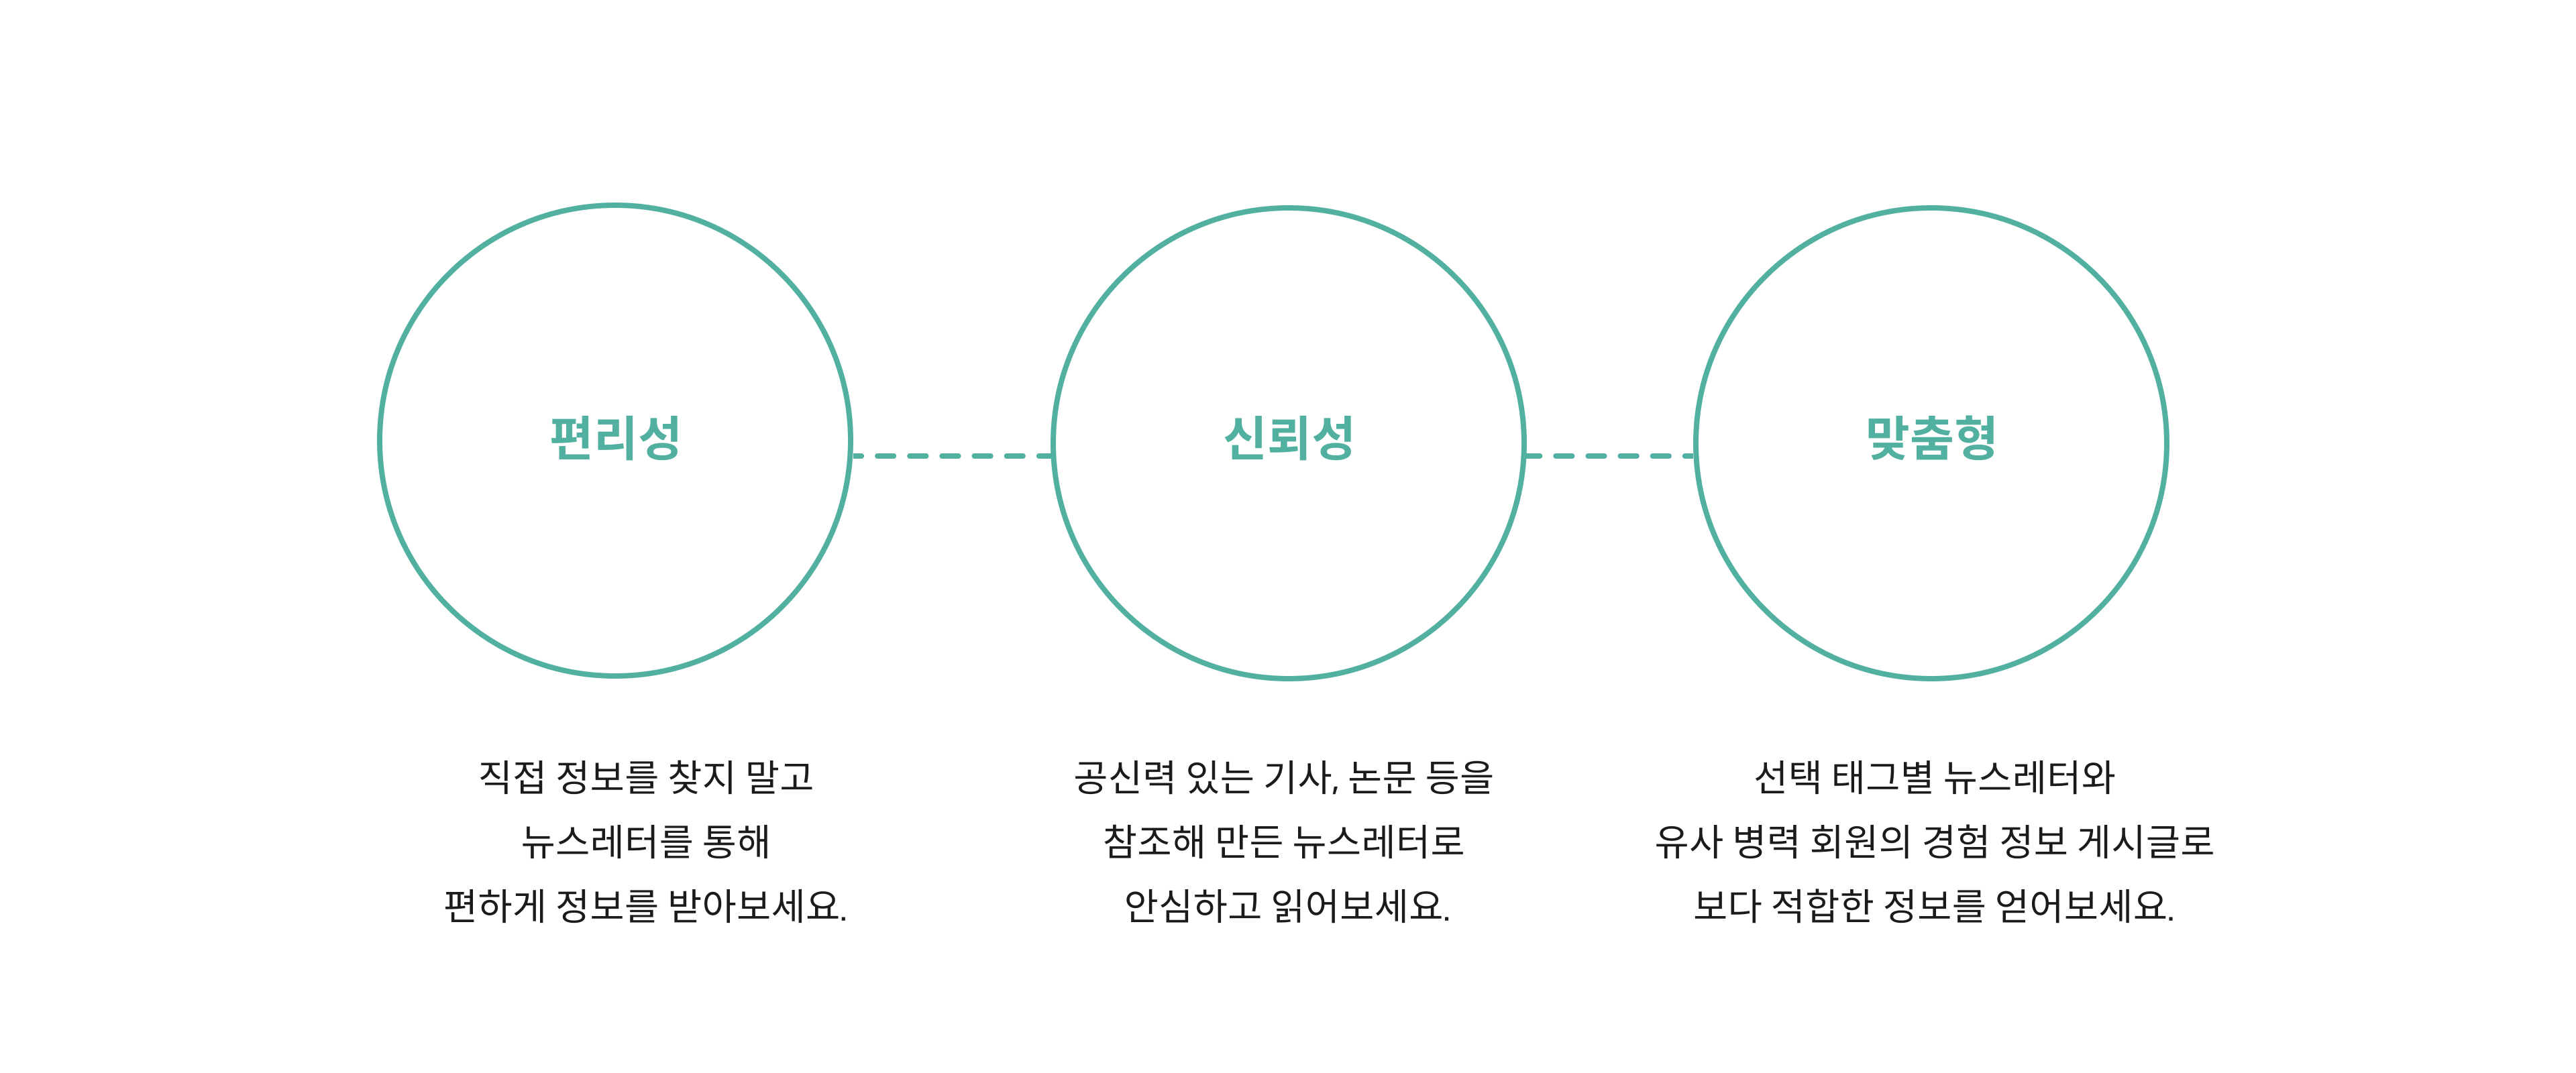 편리성
신뢰성
맞춤형
직접 정보를 찾지 말고
뉴스레터를 통해
편하게 정보를 받아보세요.
공신력 있는 기사, 논문 등을
참조해 만든 뉴스레터로
안심하고 읽어보세요.
선택 태그별 뉴스레터와
유사 병력 회원의 경험 정보 게시글로
보다 적합한 정보를 얻어보세요.